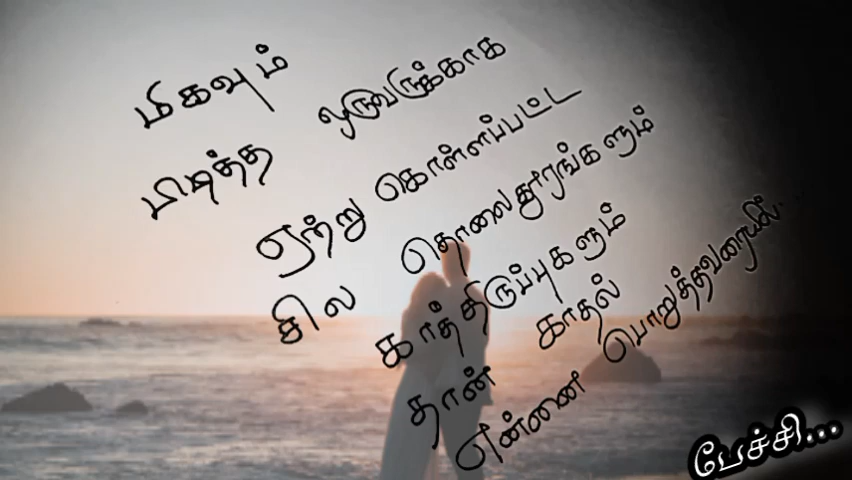 மிகவும்
பிடித்த ஒருவருக்காக
ஏற்று கொள்ளப்பட்ட
சில தொலைதூரங்களும்
காத்திருப்புகளும்
தான் காதல்
என்னை பொறுத்தவரையில்..
பேச்சி...